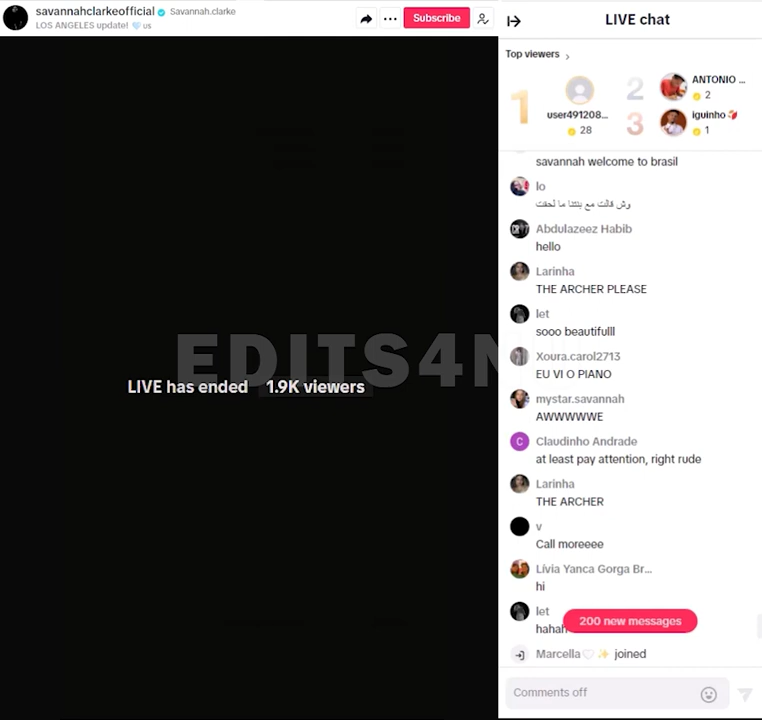 savannahclarkeofficial Savannah.clarke
LOS ANGELES update! 🩵 us
Subscribe
EDITS4N
LIVE has ended 1.9K viewers
LIVE chat
Top viewers
1
user491208...
28
2
ANTONIO ...
2
3
iguinho
1
savannah welcome to brasil
lo
وش قالت مع بنتنا ما لحقت
Abdulazeez Habib
hello
Larinha
THE ARCHER PLEASE
let
sooo beautifulll
Xoura.carol2713
EU VI O PIANO
mystar.savannah
AWWWWWE
C
Claudinho Andrade
at least pay attention, right rude
Larinha
THE ARCHER
v
Call moreeee
Lívia Yanca Gorga Br...
hi
let
hahah
200 new messages
Marcella🤍 ✨ joined
Comments off